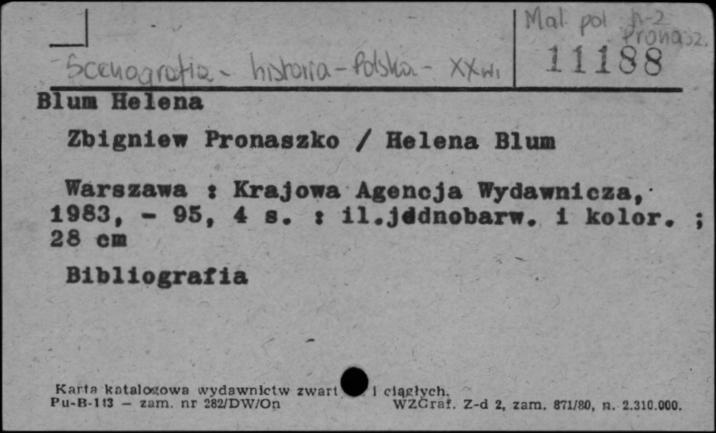 Mal pol h-2
Pronasz.
Scenografia - historia - Polska - XX w.
11188
Blum Helena
Zbigniew Pronaszko / Helena Blum
Warszawa : Krajowa Agencja Wydawnicza,
1983, - 95, 4 s. : il.jednobarw. i kolor. ;
28 cm
Bibliografia
Karta katalogowa wydawnictw zwart i ciągłych.
Pu-B-113 — zam. nr 282/DW/On WZGraf. Z-d 2, zam. 871/80, n. 2.310.000.